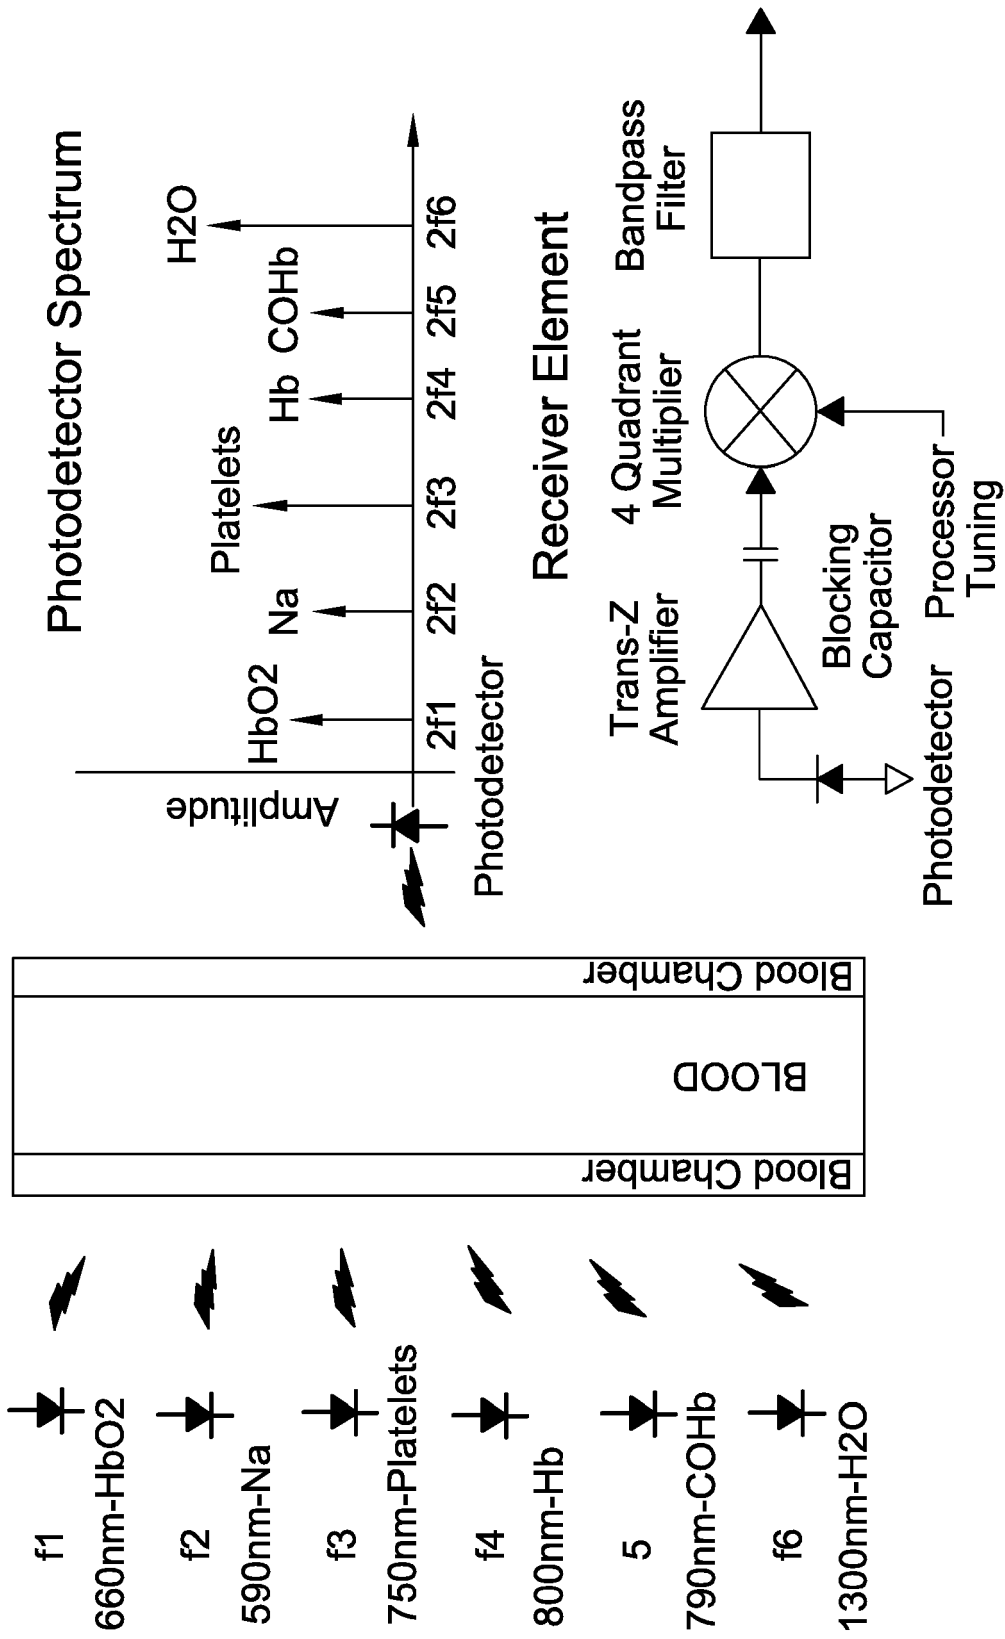 f1
660nm-HbO2
f2
590nm-Na
f3
750nm-Platelets
f4
800nm-Hb
5
790nm-COHb
f6
1300nm-H2O
Blood Chamber
BLOOD
Blood Chamber
Photodetector Spectrum
Amplitude
HbO2
Na
Platelets
Hb
COHb
H2O
2f1
2f2
2f3
2f4
2f5
2f6
Photodetector
Receiver Element
Trans-Z
Amplifier
4 Quadrant
Multiplier
Bandpass
Filter
Blocking
Capacitor
Photodetector
Processor
Tuning